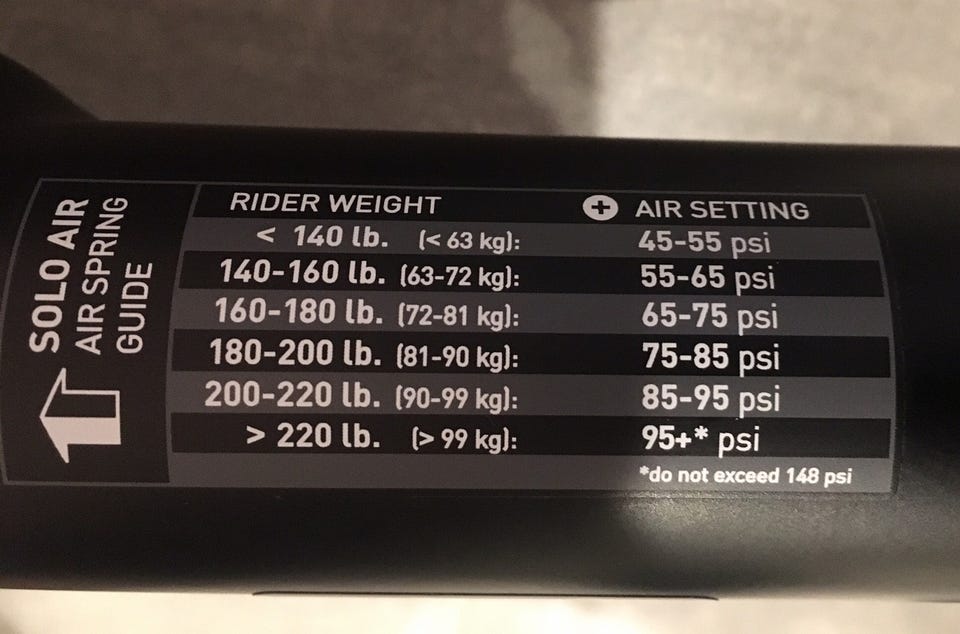 SOLO AIR
AIR SPRING
GUIDE
RIDER WEIGHT + AIR SETTING
< 140 lb. (< 63 kg): 45-55 psi
140-160 lb. (63-72 kg): 55-65 psi
160-180 lb. (72-81 kg): 65-75 psi
180-200 lb. (81-90 kg): 75-85 psi
200-220 lb. (90-99 kg): 85-95 psi
> 220 lb. (> 99 kg): 95+* psi
*do not exceed 148 psi